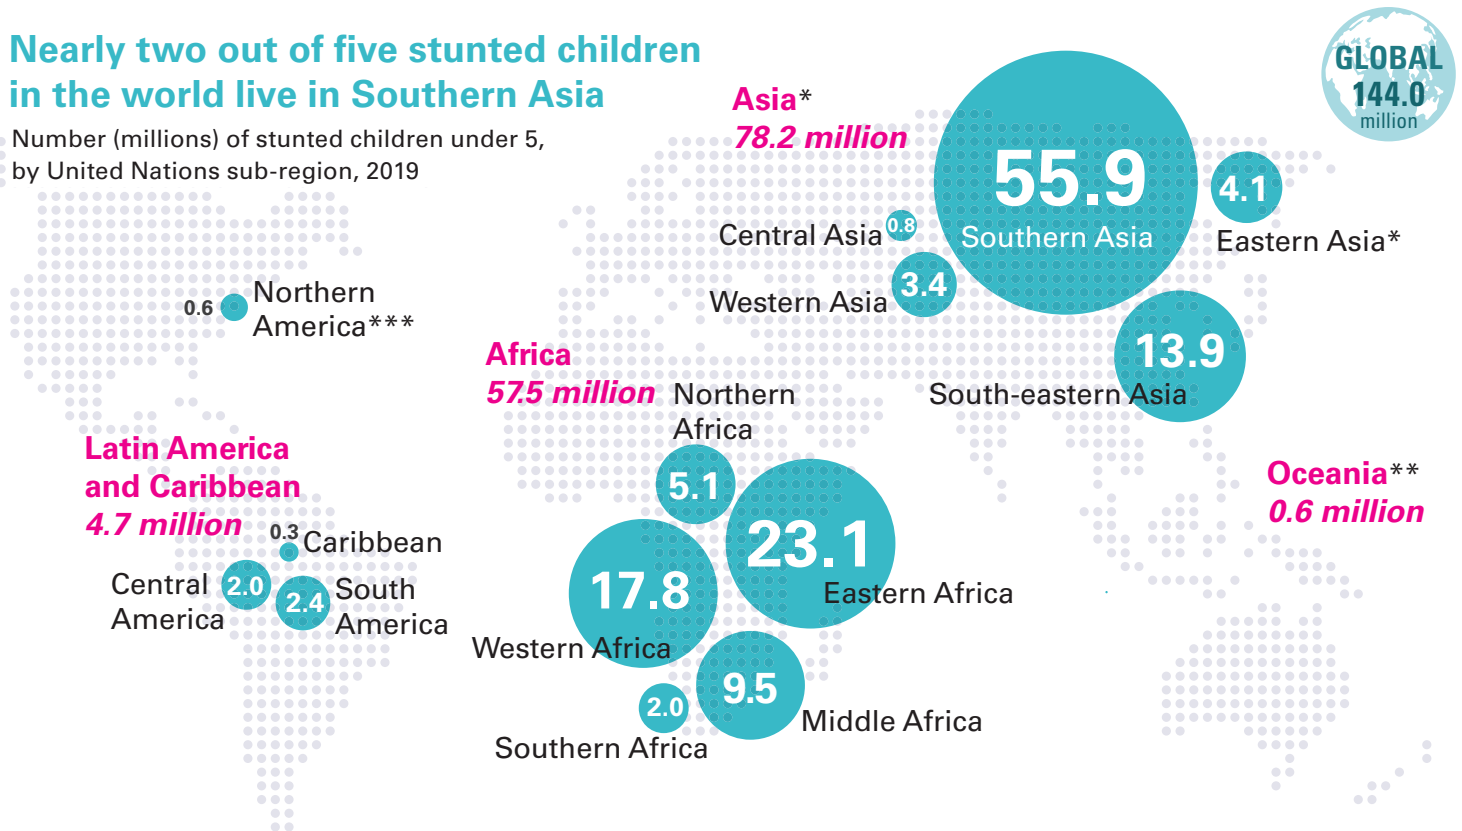 Nearly two out of five stunted children
in the world live in Southern Asia
Number (millions) of stunted children under 5,
by United Nations sub-region, 2019
GLOBAL
144.0
million
Asia*
78.2 million
55.9
Southern Asia
4.1
Eastern Asia*
Central Asia
0.8
Western Asia
3.4
13.9
South-eastern Asia
0.6
Northern
America***
Africa
57.5 million
Northern
Africa
5.1
23.1
Eastern Africa
17.8
Western Africa
9.5
Middle Africa
2.0
Southern Africa
Latin America
and Caribbean
4.7 million
0.3
Caribbean
Central
America
2.0
2.4
South
America
Oceania**
0.6 million